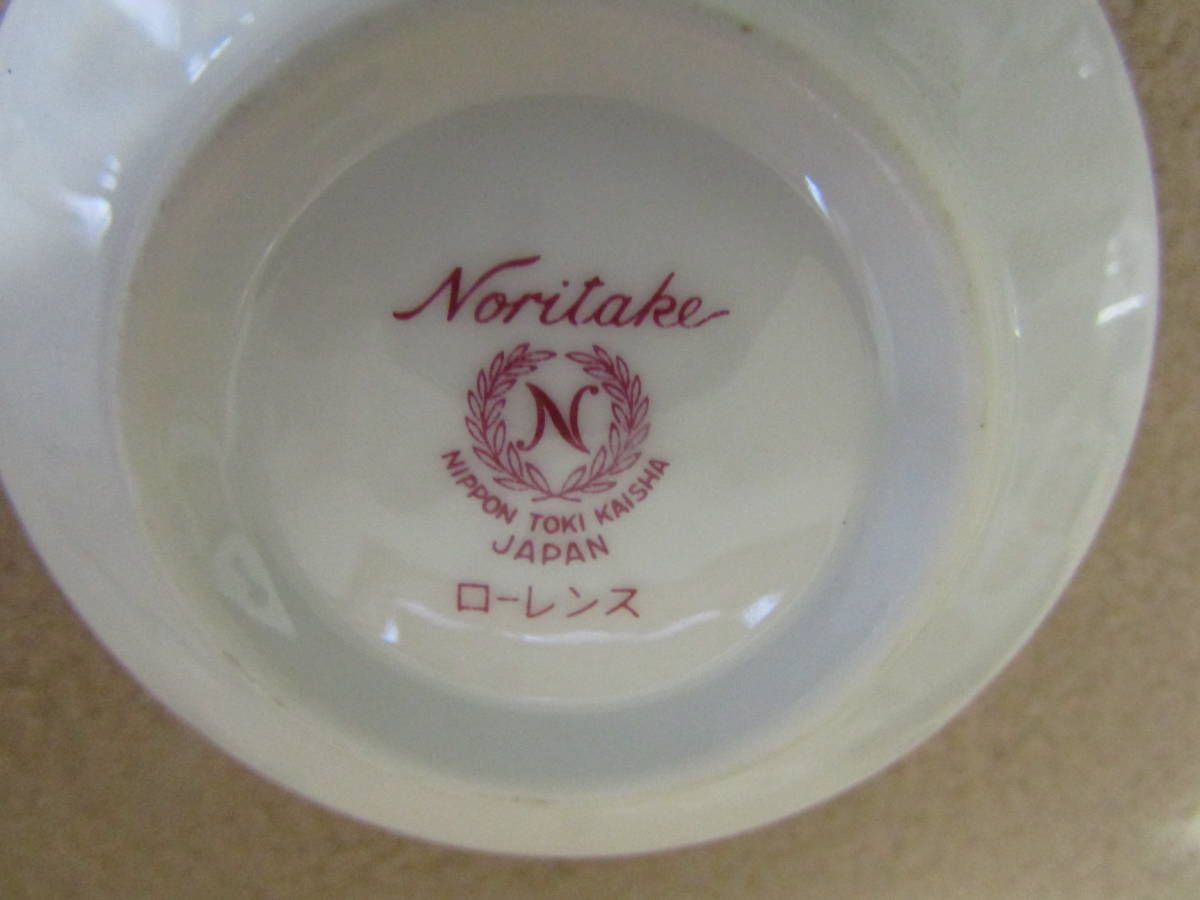 Noritake
N
NIPPON TOKI KAISHA
JAPAN
ローレンス